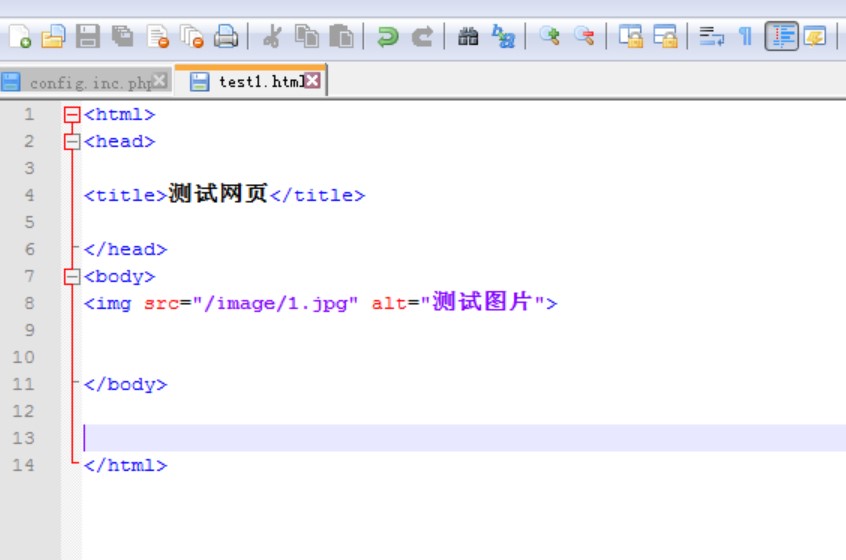 config.inc.php test1.html
1 <html>
2 <head>
3
4 <title>测试网页</title>
5
6 </head>
7 <body>
8 <img src="/image/1.jpg" alt="测试图片">
9
10
11 </body>
12
13
14 </html>